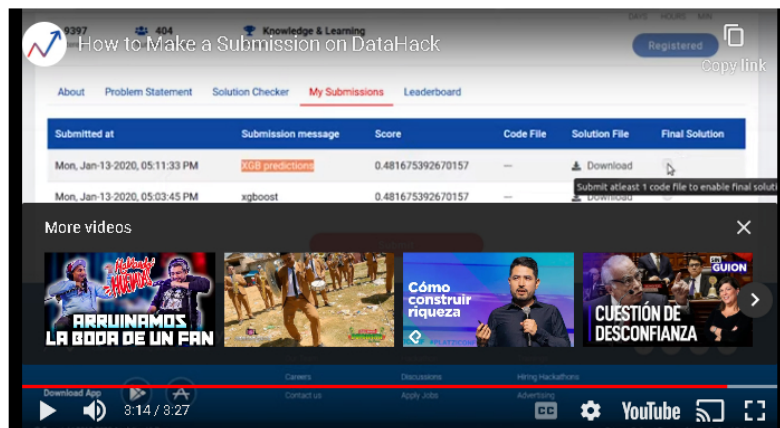 DAYS HOURS MIN
9397 404 Knowledge & Learning
How to Make a Submission on DataHack
Registered
Copy link
About Problem Statement Solution Checker My Submissions Leaderboard
Submitted at Submission message Score Code File Solution File Final Solution
Mon, Jan-13-2020, 05:11:33 PM XGB predictions 0.481675392670157 — Download
Submit atleast 1 code file to enable final soluti
Mon, Jan-13-2020, 05:03:45 PM xgboost 0.481675392670157 — Download
More videos
Hablando
HUEVADAS
ARRUINAMOS
LA BODA DE UN FAN
Cómo
construir
riqueza
SIN
GUION
CUESTIÓN DE
DESCONFIANZA
Careers Discussions Hiring Hackathons
Download App
Contact us Apply Jobs Advertising
3:14 / 3:27 CC YouTube